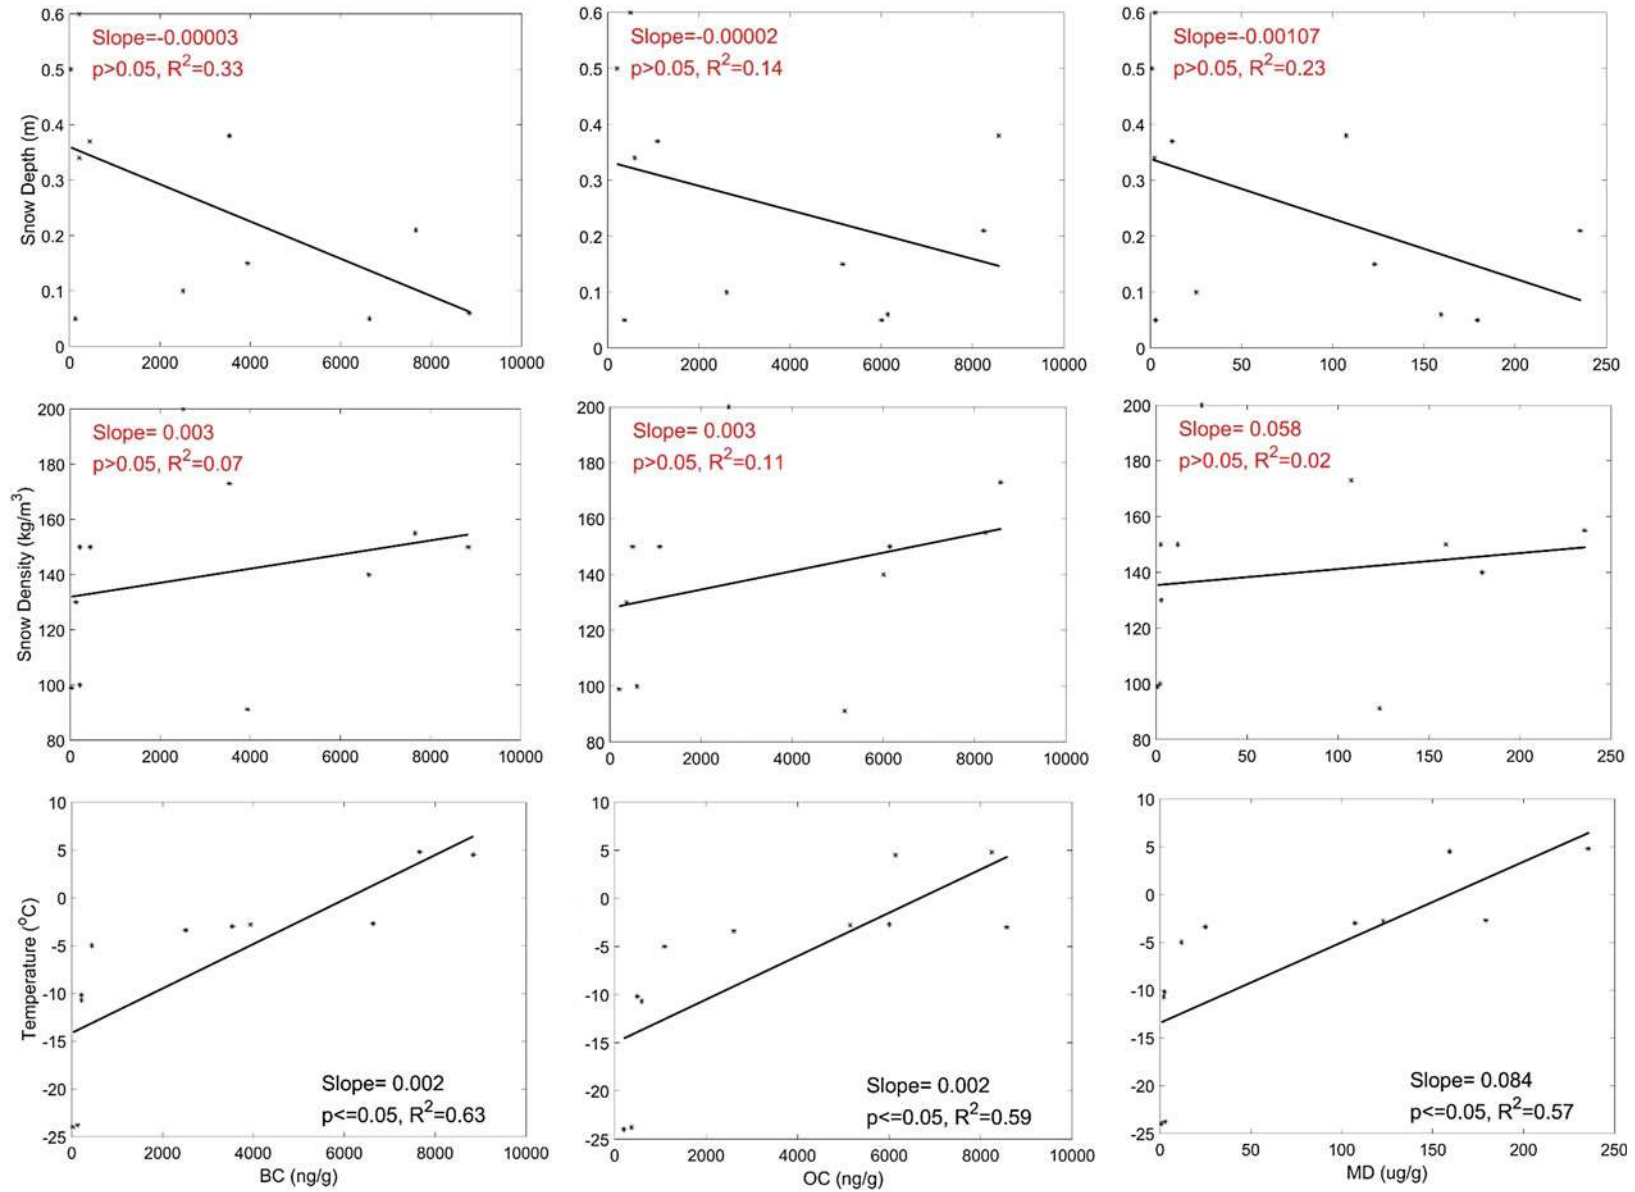 Slope=-0.00003
p>0.05, R²=0.33
Slope=-0.00002
p>0.05, R²=0.14
Slope=-0.00107
p>0.05, R²=0.23
Snow Depth (m)
0.6
0.5
0.4
0.3
0.2
0.1
0
0 2000 4000 6000 8000 10000
0.6
0.5
0.4
0.3
0.2
0.1
0
0 2000 4000 6000 8000 10000
0.6
0.5
0.4
0.3
0.2
0.1
0
0 50 100 150 200 250
Slope= 0.003
p>0.05, R²=0.07
Slope= 0.003
p>0.05, R²=0.11
Slope= 0.058
p>0.05, R²=0.02
Snow Density (kg/m³)
200
180
160
140
120
100
80
0 2000 4000 6000 8000 10000
200
180
160
140
120
100
80
0 2000 4000 6000 8000 10000
200
180
160
140
120
100
80
0 50 100 150 200 250
Temperature (°C)
10
5
0
-5
-10
-15
-20
-25
Slope= 0.002
p<=0.05, R²=0.63
0 2000 4000 6000 8000 10000
BC (ng/g)
10
5
0
-5
-10
-15
-20
-25
Slope= 0.002
p<=0.05, R²=0.59
0 2000 4000 6000 8000 10000
OC (ng/g)
10
5
0
-5
-10
-15
-20
-25
Slope= 0.084
p<=0.05, R²=0.57
0 50 100 150 200 250
MD (ug/g)